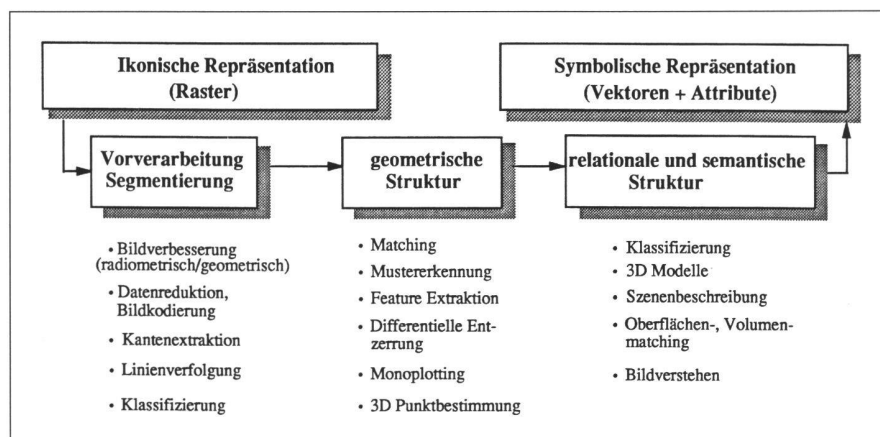 Ikonische Repräsentation
(Raster)
Symbolische Repräsentation
(Vektoren + Attribute)
Vorverarbeitung
Segmentierung
geometrische
Struktur
relationale und semantische
Struktur
• Bildverbesserung
(radiometrisch/geometrisch)
• Datenreduktion,
Bildkodierung
• Kantenextraktion
• Linienverfolgung
• Klassifizierung
• Matching
• Mustererkennung
• Feature Extraktion
• Differentielle Ent-
zerrung
• Monoplotting
• 3D Punktbestimmung
• Klassifizierung
• 3D Modelle
• Szenenbeschreibung
• Oberflächen-, Volumen-
matching
• Bildverstehen